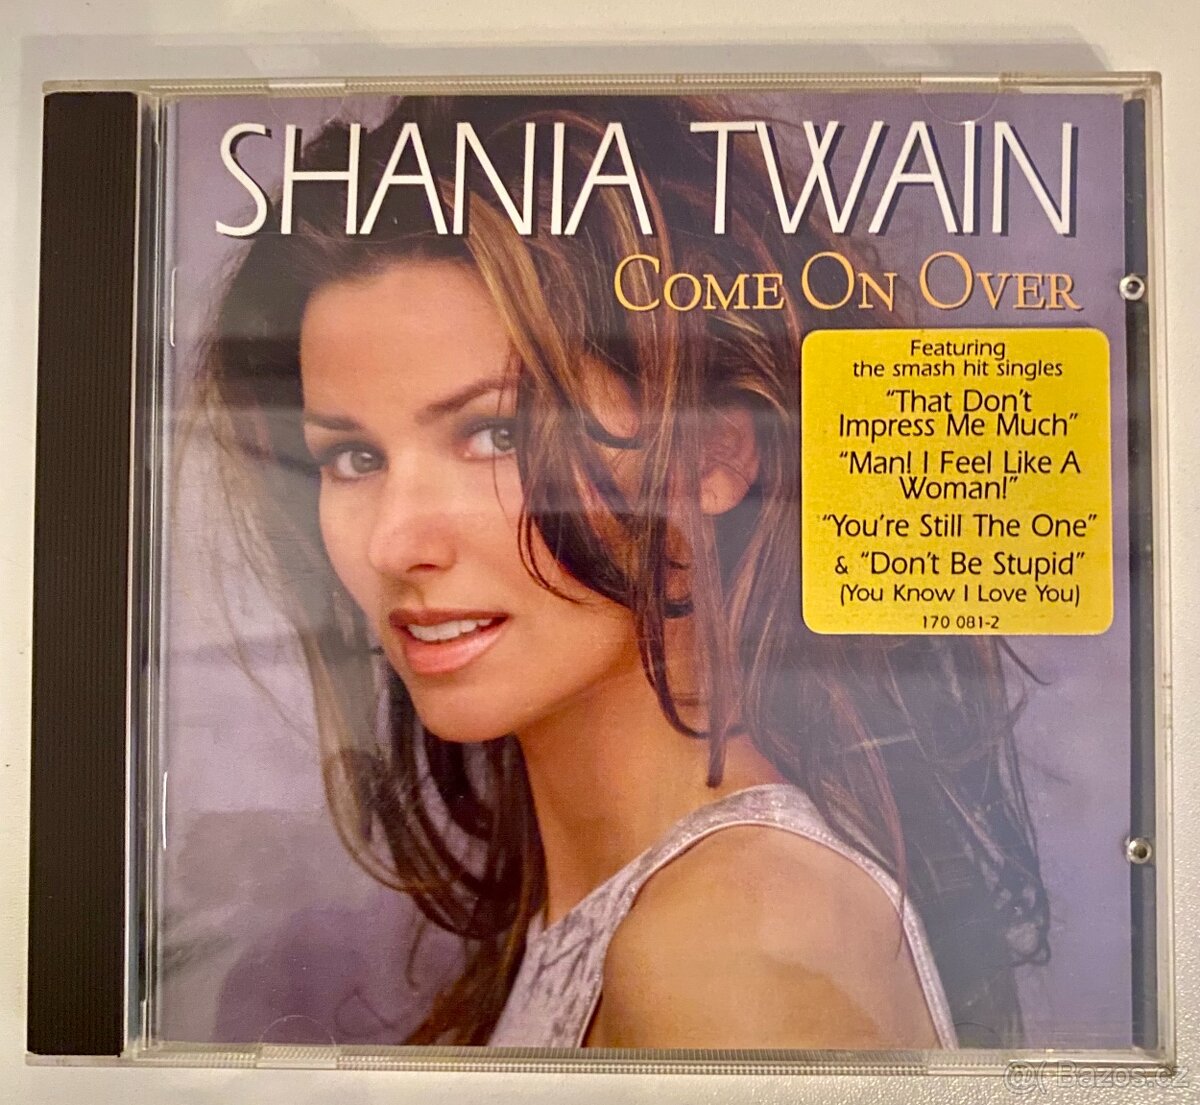 SHANIA TWAIN
COME ON OVER
Featuring
the smash hit singles
"That Don't
Impress Me Much"
"Man! I Feel Like A
Woman!"
"You're Still The One"
& "Don't Be Stupid"
(You Know I Love You)
170 081-2
@( Bazos.cz